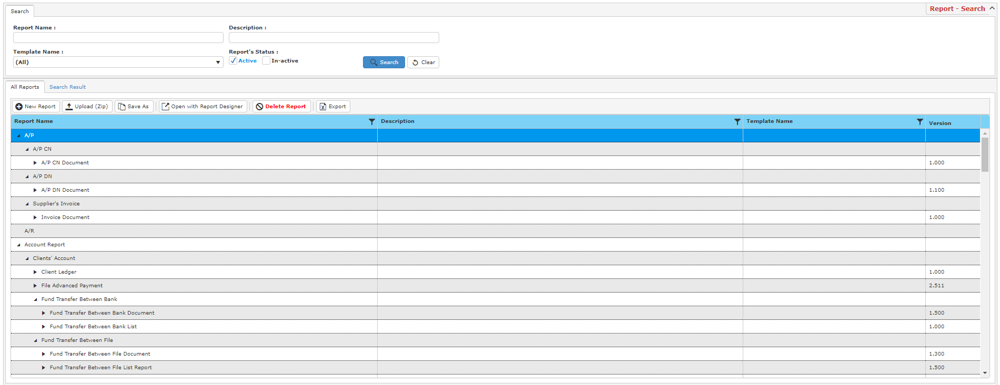 Search
Report - Search
Report Name :
Description :
Template Name :
Report's Status :
(All)
Active
In-active
Search
Clear
All Reports
Search Result
New Report
Upload (Zip)
Save As
Open with Report Designer
Delete Report
Export
Report Name
Description
Template Name
Version
A/P
A/P CN
A/P CN Document 1.000
A/P DN
A/P DN Document 1.100
Supplier's Invoice
Invoice Document 1.000
A/R
Account Report
Clients' Account
Client Ledger 1.000
File Advanced Payment 2.511
Fund Transfer Between Bank
Fund Transfer Between Bank Document 1.500
Fund Transfer Between Bank List 1.000
Fund Transfer Between File
Fund Transfer Between File Document 1.300
Fund Transfer Between File List Report 1.500